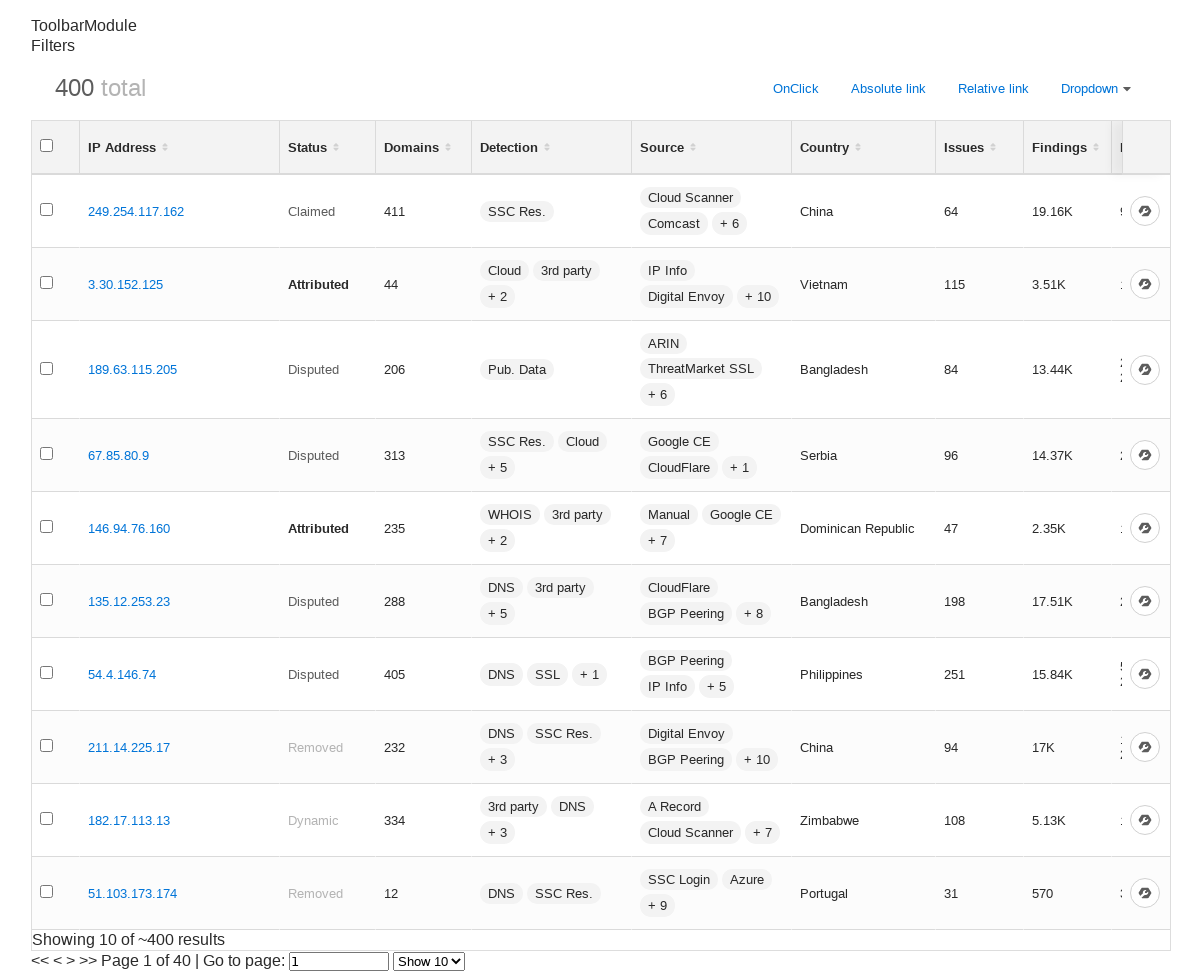 ToolbarModule
Filters
400 total
OnClick Absolute link Relative link Dropdown
IP Address Status Domains Detection Source Country Issues Findings
249.254.117.162 Claimed 411 SSC Res. Cloud Scanner Comcast + 6 China 64 19.16K
3.30.152.125 Attributed 44 Cloud 3rd party + 2 IP Info Digital Envoy + 10 Vietnam 115 3.51K
189.63.115.205 Disputed 206 Pub. Data ARIN ThreatMarket SSL + 6 Bangladesh 84 13.44K
67.85.80.9 Disputed 313 SSC Res. Cloud + 5 Google CE CloudFlare + 1 Serbia 96 14.37K
146.94.76.160 Attributed 235 WHOIS 3rd party + 2 Manual Google CE + 7 Dominican Republic 47 2.35K
135.12.253.23 Disputed 288 DNS 3rd party + 5 CloudFlare BGP Peering + 8 Bangladesh 198 17.51K
54.4.146.74 Disputed 405 DNS SSL + 1 BGP Peering IP Info + 5 Philippines 251 15.84K
211.14.225.17 Removed 232 DNS SSC Res. + 3 Digital Envoy BGP Peering + 10 China 94 17K
182.17.113.13 Dynamic 334 3rd party DNS + 3 A Record Cloud Scanner + 7 Zimbabwe 108 5.13K
51.103.173.174 Removed 12 DNS SSC Res. SSC Login Azure + 9 Portugal 31 570
Showing 10 of ~400 results
<< < > >> Page 1 of 40 | Go to page: 1 Show 10